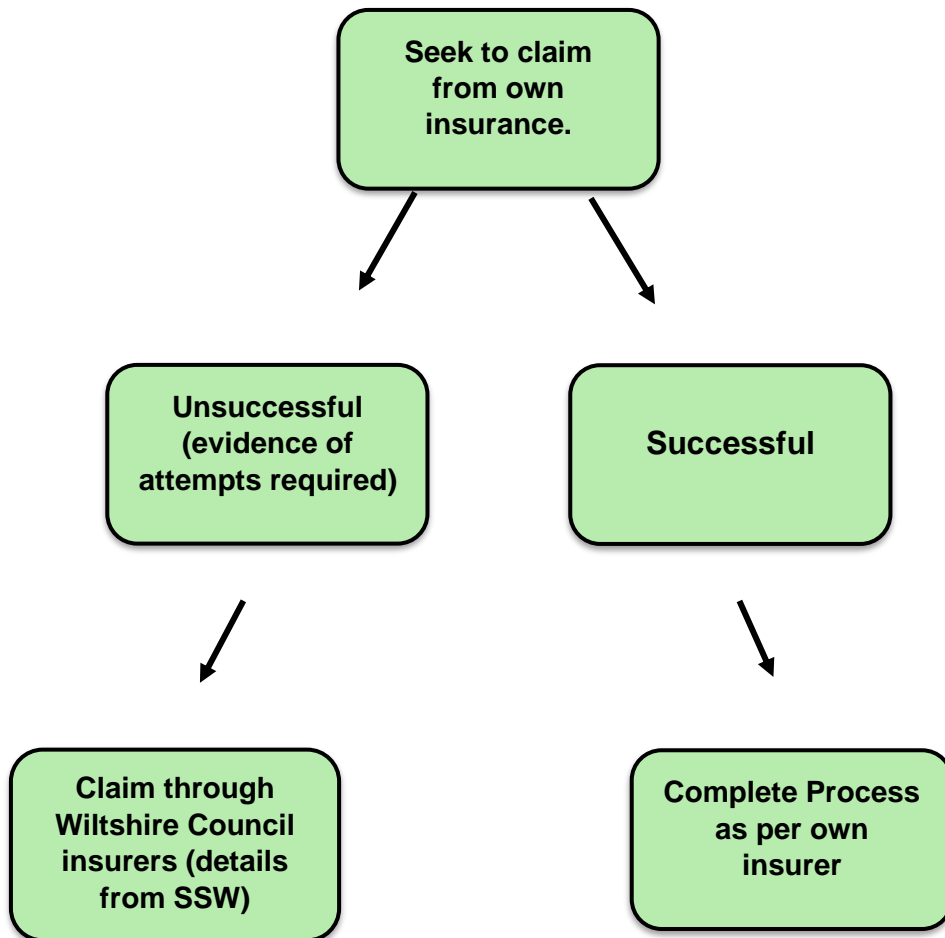 Seek to claim
from own
insurance.
Unsuccessful
(evidence of
attempts required)
Successful
Claim through
Wiltshire Council
insurers (details
from SSW)
Complete Process
as per own
insurer